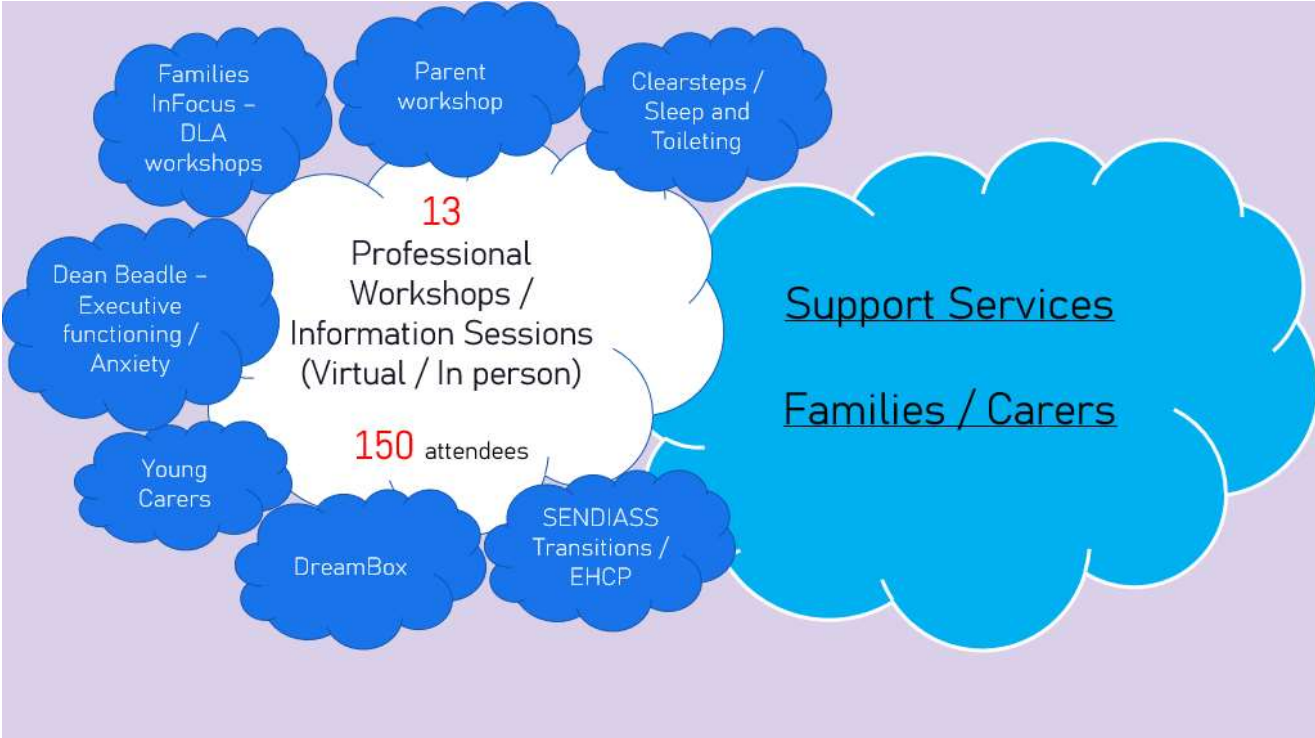 Families
InFocus –
DLA
workshops
Parent
workshop
Clearsteps /
Sleep and
Toileting
Dean Beadle –
Executive
functioning /
Anxiety
13
Professional
Workshops /
Information Sessions
(Virtual / In person)
150 attendees
Young
Carers
DreamBox
SENDIASS
Transitions /
EHCP
Support Services
Families / Carers